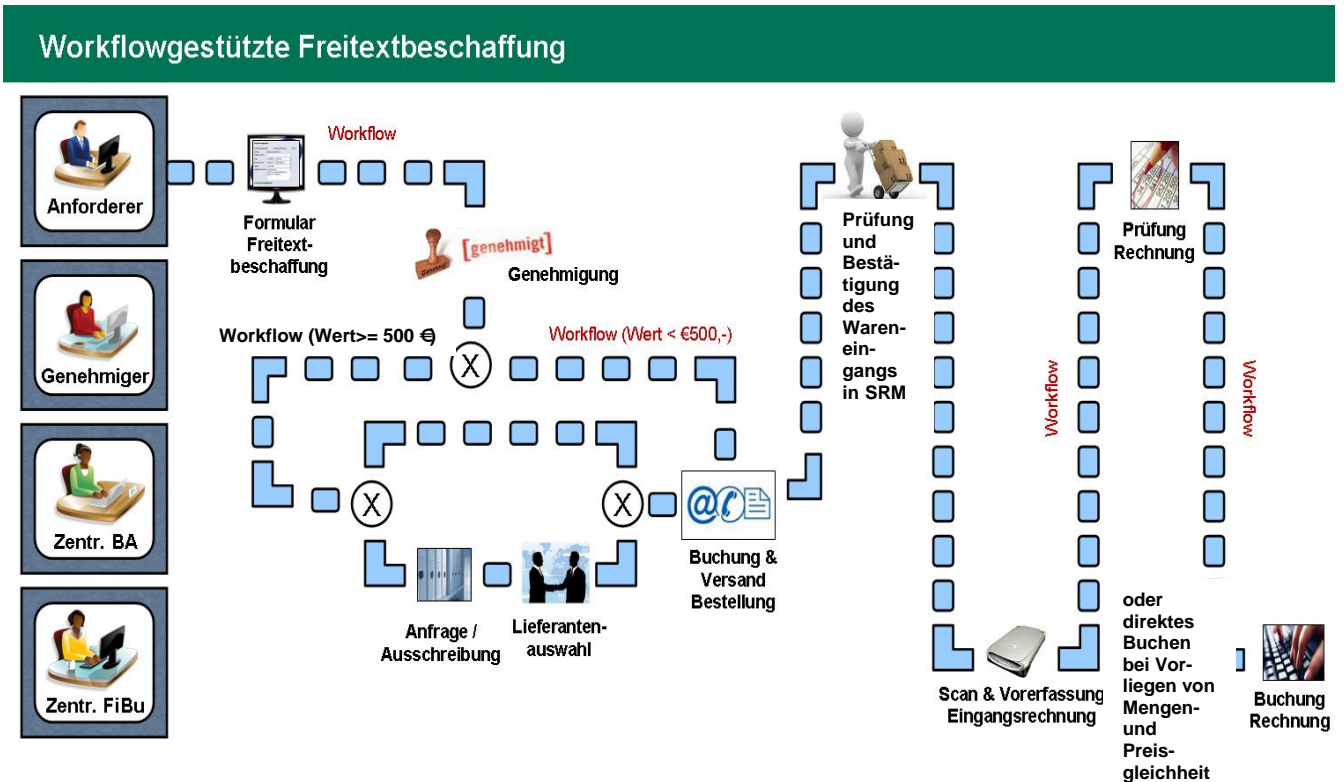 Workflowgestützte Freitextbeschaffung
Anforderer
Genehmiger
Zentr. BA
Zentr. FiBu
Workflow
Formular
Freitext-
beschaffung
[genehmigt]
Genehmigung
Workflow (Wert>= 500 €)
Workflow (Wert < €500,-)
X
X
X
Anfrage /
Ausschreibung
Lieferanten-
auswahl
@
Buchung &
Versand
Bestellung
Prüfung
und
Bestä-
tigung
des
Waren-
ein-
gangs
in SRM
Scan & Vorerfassung
Eingangsrechnung
Workflow
Prüfung
Rechnung
Workflow
oder
direktes
Buchen
bei Vor-
liegen von
Mengen-
und
Preis-
gleichheit
Buchung
Rechnung